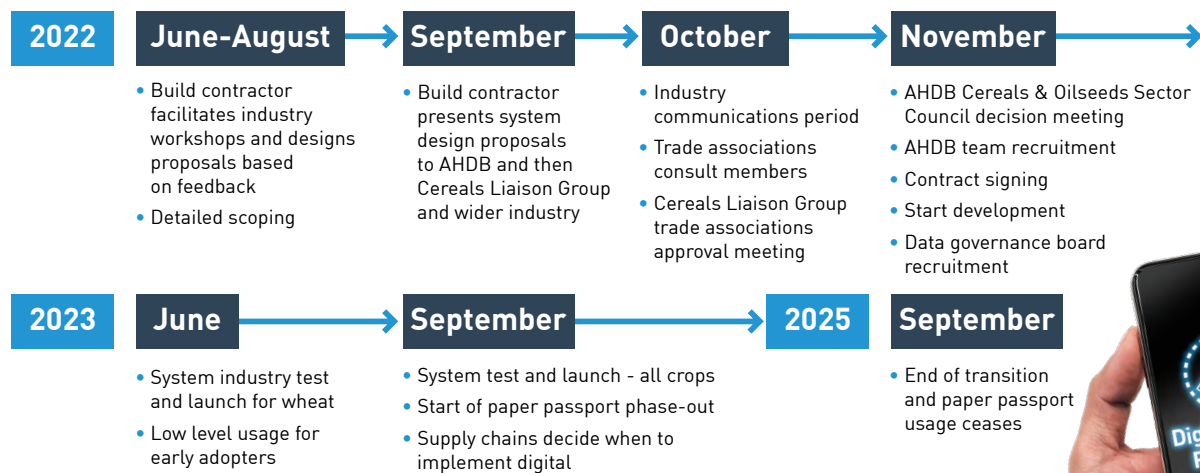 2022
June-August
September
October
November
• Build contractor
facilitates industry
workshops and designs
proposals based
on feedback
• Detailed scoping
• Build contractor
presents system
design proposals
to AHDB and then
Cereals Liaison Group
and wider industry
• Industry
communications period
• Trade associations
consult members
• Cereals Liaison Group
trade associations
approval meeting
• AHDB Cereals & Oilseeds Sector
Council decision meeting
• AHDB team recruitment
• Contract signing
• Start development
• Data governance board
recruitment
2023
June
September
2025
September
• System industry test
and launch for wheat
• Low level usage for
early adopters
• System test and launch - all crops
• Start of paper passport phase-out
• Supply chains decide when to
implement digital
• End of transition
and paper passport
usage ceases